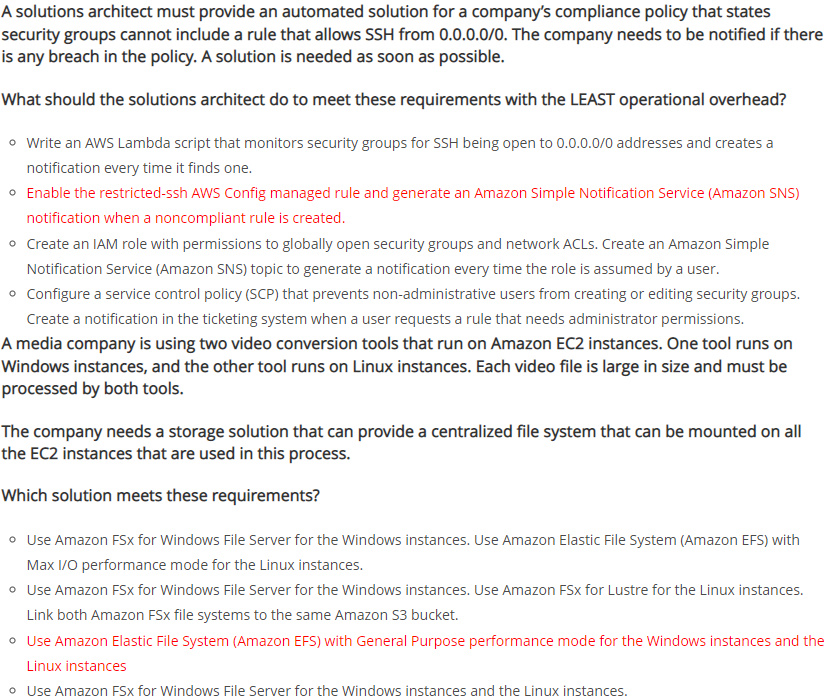 A solutions architect must provide an automated solution for a company’s compliance policy that states
security groups cannot include a rule that allows SSH from 0.0.0.0/0. The company needs to be notified if there
is any breach in the policy. A solution is needed as soon as possible.
What should the solutions architect do to meet these requirements with the LEAST operational overhead?
Write an AWS Lambda script that monitors security groups for SSH being open to 0.0.0.0/0 addresses and creates a
notification every time it finds one.
Enable the restricted-ssh AWS Config managed rule and generate an Amazon Simple Notification Service (Amazon SNS)
notification when a noncompliant rule is created.
Create an IAM role with permissions to globally open security groups and network ACLs. Create an Amazon Simple
Notification Service (Amazon SNS) topic to generate a notification every time the role is assumed by a user.
Configure a service control policy (SCP) that prevents non-administrative users from creating or editing security groups.
Create a notification in the ticketing system when a user requests a rule that needs administrator permissions.
A media company is using two video conversion tools that run on Amazon EC2 instances. One tool runs on
Windows instances, and the other tool runs on Linux instances. Each video file is large in size and must be
processed by both tools.
The company needs a storage solution that can provide a centralized file system that can be mounted on all
the EC2 instances that are used in this process.
Which solution meets these requirements?
Use Amazon FSx for Windows File Server for the Windows instances. Use Amazon Elastic File System (Amazon EFS) with
Max I/O performance mode for the Linux instances.
Use Amazon FSx for Windows File Server for the Windows instances. Use Amazon FSx for Lustre for the Linux instances.
Link both Amazon FSx file systems to the same Amazon S3 bucket.
Use Amazon Elastic File System (Amazon EFS) with General Purpose performance mode for the Windows instances and the
Linux instances
Use Amazon FSx for Windows File Server for the Windows instances and the Linux instances.